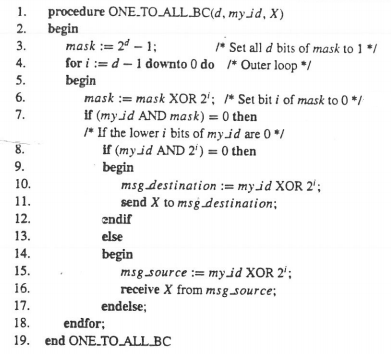 1. procedure ONE_TO_ALL_BC(d, my_id, X)
2. begin
3. mask := 2^d − 1; /* Set all d bits of mask to 1 */
4. for i := d − 1 downto 0 do /* Outer loop */
5. begin
6. mask := mask XOR 2^i; /* Set bit i of mask to 0 */
7. if (my_id AND mask) = 0 then
/* If the lower i bits of my_id are 0 */
8. if (my_id AND 2^i) = 0 then
9. begin
10. msg_destination := my_id XOR 2^i;
11. send X to msg_destination;
12. endif
13. else
14. begin
15. msg_source := my_id XOR 2^i;
16. receive X from msg_source;
17. endelse;
18. endfor;
19. end ONE_TO_ALL_BC